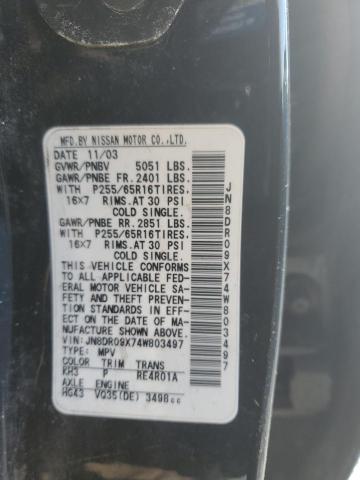 MFD.BY NISSAN MOTOR CO.,LTD.
DATE 11/03
GVWR/PNBV 5051 LBS.
GAWR/PNBE FR.2401 LBS.
WITH P255/65R16TIRES,
16X7 RIMS.AT 30 PSI
COLD SINGLE.
GAWR/PNBE RR.2851 LBS.
WITH P255/65R16TIRES,
16X7 RIMS.AT 30 PSI
COLD SINGLE.
THIS VEHICLE CONFORMS
TO ALL APPLICABLE FED-
ERAL MOTOR VEHICLE SA-
FETY AND THEFT PREVENT
ION STANDARDS IN EFF-
ECT ON THE DATE OF MA-
NUFACTURE SHOWN ABOVE.
VIN:JN8DR09X74W803497
TYPE: MPV
COLOR TRIM TRANS
KH3 P RE4R01A
AXLE ENGINE
HG43 VQ35(DE) 3498cc
JN8DR09X74W803497